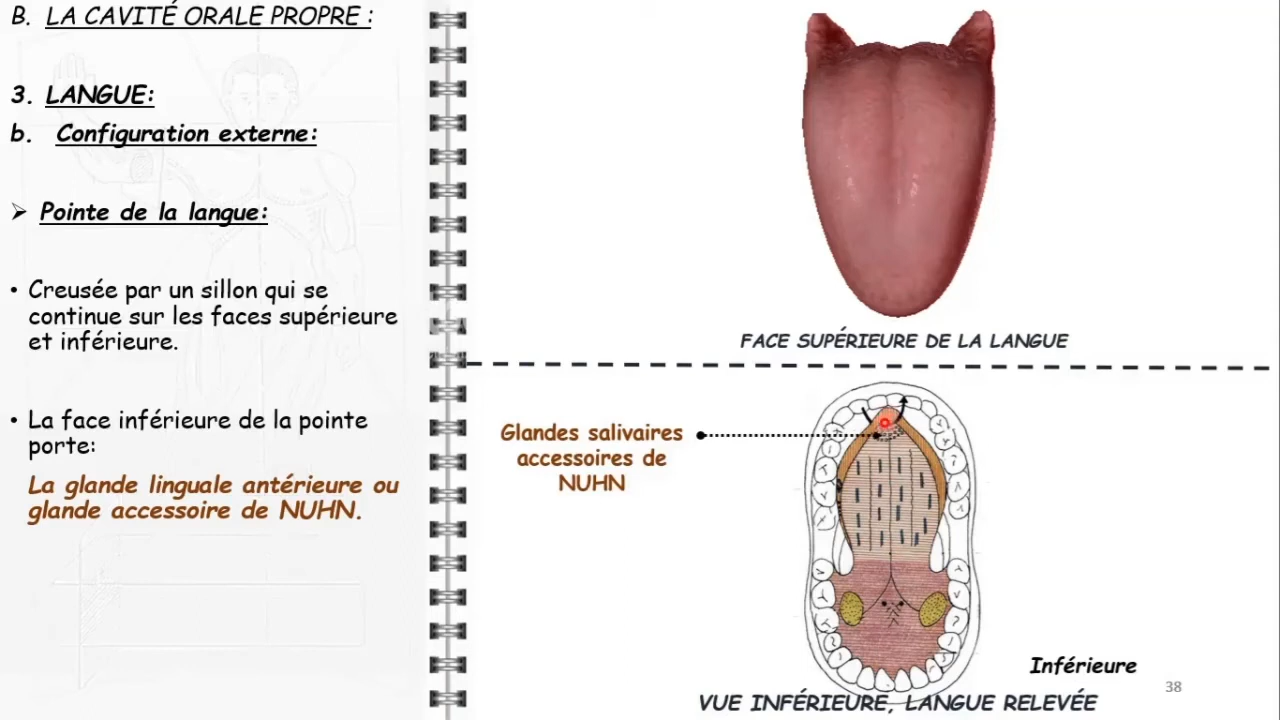 B. LA CAVITÉ ORALE PROPRE :
3. LANGUE:
b. Configuration externe:
➢ Pointe de la langue:
• Creusée par un sillon qui se
continue sur les faces supérieure
et inférieure.
• La face inférieure de la pointe
porte:
La glande linguale antérieure ou
glande accessoire de NUHN.
FACE SUPÉRIEURE DE LA LANGUE
Glandes salivaires
accessoires de
NUHN
Inférieure
38
VUE INFÉRIEURE, LANGUE RELEVÉE